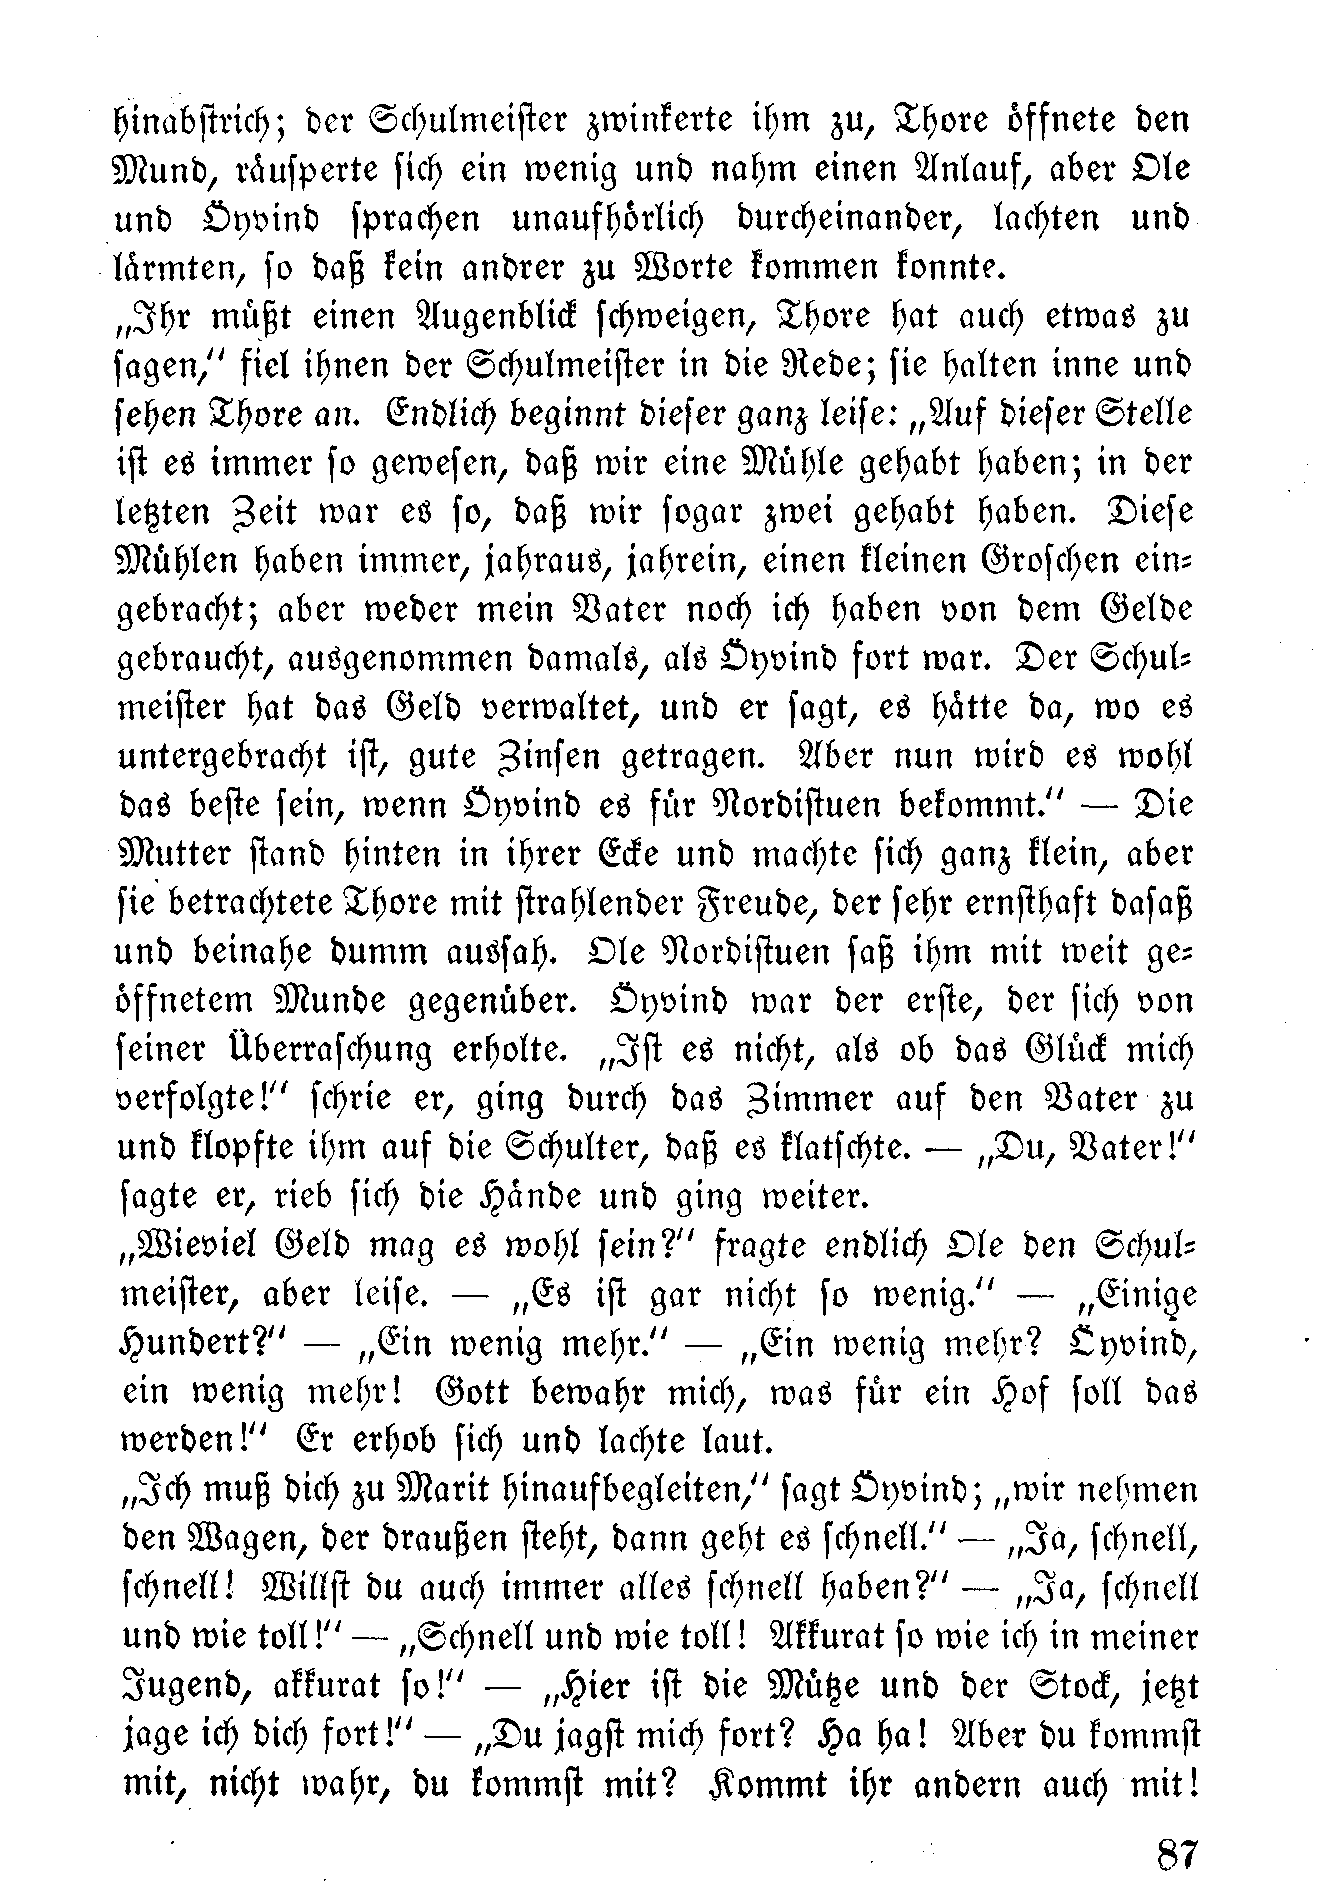 hinabstrich; der Schulmeister zwinkerte ihm zu, Thore öffnete den
Mund, räusperte sich ein wenig und nahm einen Anlauf, aber Ole
und Öyvind sprachen unaufhörlich durcheinander, lachten und
lärmten, so daß kein andrer zu Worte kommen konnte.
„Ihr müßt einen Augenblick schweigen, Thore hat auch etwas zu
sagen,“ fiel ihnen der Schulmeister in die Rede; sie halten inne und
sehen Thore an. Endlich beginnt dieser ganz leise: „Auf dieser Stelle
ist es immer so gewesen, daß wir eine Mühle gehabt haben; in der
letzten Zeit war es so, daß wir sogar zwei gehabt haben. Diese
Mühlen haben immer, jahraus, jahrein, einen kleinen Groschen ein-
gebracht; aber weder mein Vater noch ich haben von dem Gelde
gebraucht, ausgenommen damals, als Öyvind fort war. Der Schul-
meister hat das Geld verwaltet, und er sagt, es hätte da, wo es
untergebracht ist, gute Zinsen getragen. Aber nun wird es wohl
das beste sein, wenn Öyvind es für Nordistuen bekommt.“ — Die
Mutter stand hinten in ihrer Ecke und machte sich ganz klein, aber
sie betrachtete Thore mit strahlender Freude, der sehr ernsthaft dasaß
und beinahe dumm aussah. Ole Nordistuen saß ihm mit weit ge-
öffnetem Munde gegenüber. Öyvind war der erste, der sich von
seiner Überraschung erholte. „Ist es nicht, als ob das Glück mich
verfolgte!“ schrie er, ging durch das Zimmer auf den Vater zu
und klopfte ihm auf die Schulter, daß es klatschte. — „Du, Vater!“
sagte er, rieb sich die Hände und ging weiter.
„Wieviel Geld mag es wohl sein?“ fragte endlich Ole den Schul-
meister, aber leise. — „Es ist gar nicht so wenig.“ — „Einige
Hundert?“ — „Ein wenig mehr.“ — „Ein wenig mehr? Öyvind,
ein wenig mehr! Gott bewahr mich, was für ein Hof soll das
werden!“ Er erhob sich und lachte laut.
„Ich muß dich zu Marit hinaufbegleiten,“ sagt Öyvind; „wir nehmen
den Wagen, der draußen steht, dann geht es schnell.“ — „Ja, schnell,
schnell! Willst du auch immer alles schnell haben?“ — „Ja, schnell
und wie toll!“ — „Schnell und wie toll! Akkurat so wie ich in meiner
Jugend, akkurat so!“ — „Hier ist die Mütze und der Stock, jetzt
jage ich dich fort!“ — „Du jagst mich fort? Ha ha! Aber du kommst
mit, nicht wahr, du kommst mit? Kommt ihr andern auch mit!
87